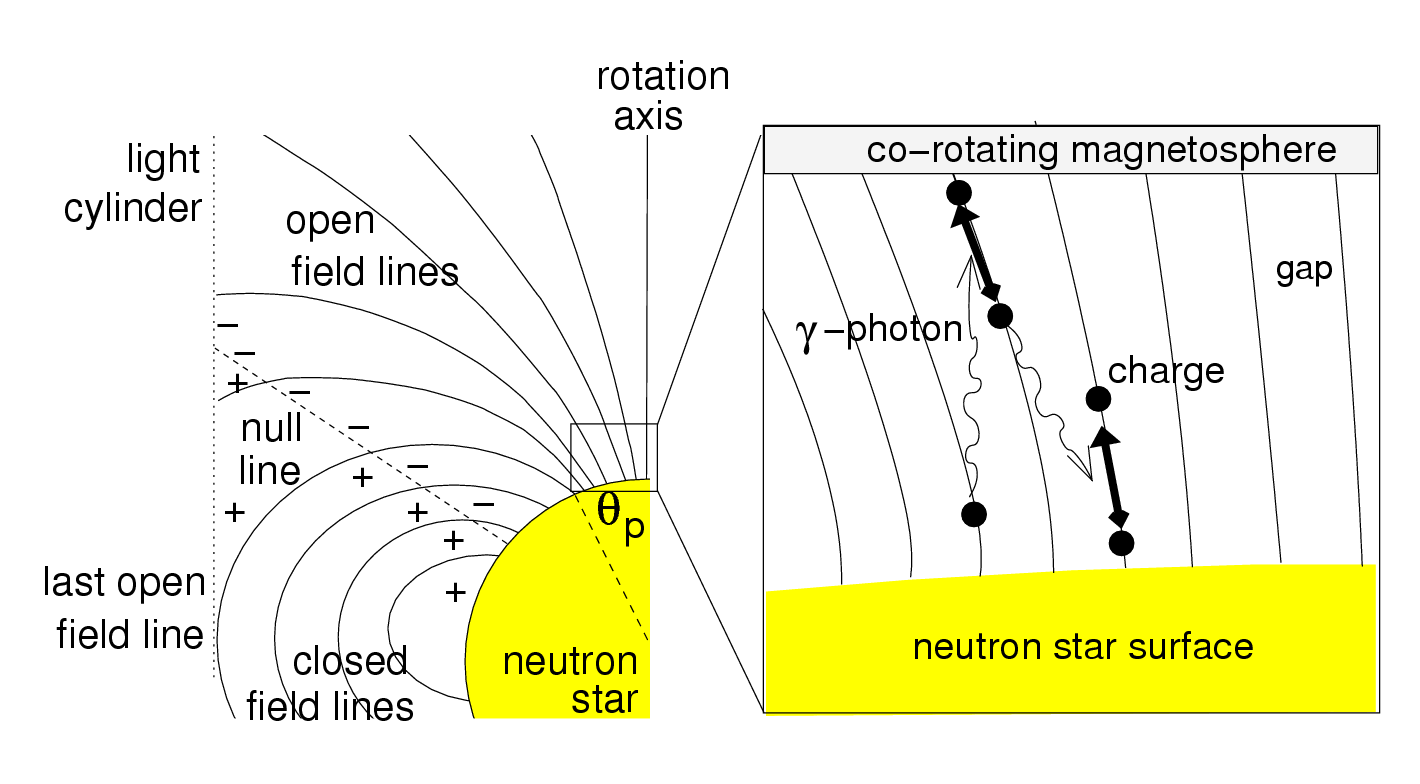 rotation
axis
light
cylinder
open
field lines
−
−
+
−
null
line
−
−
+
−
+
+
+
+
θp
last open
field line
closed
field lines
neutron
star
co−rotating magnetosphere
gap
γ−photon
charge
neutron star surface